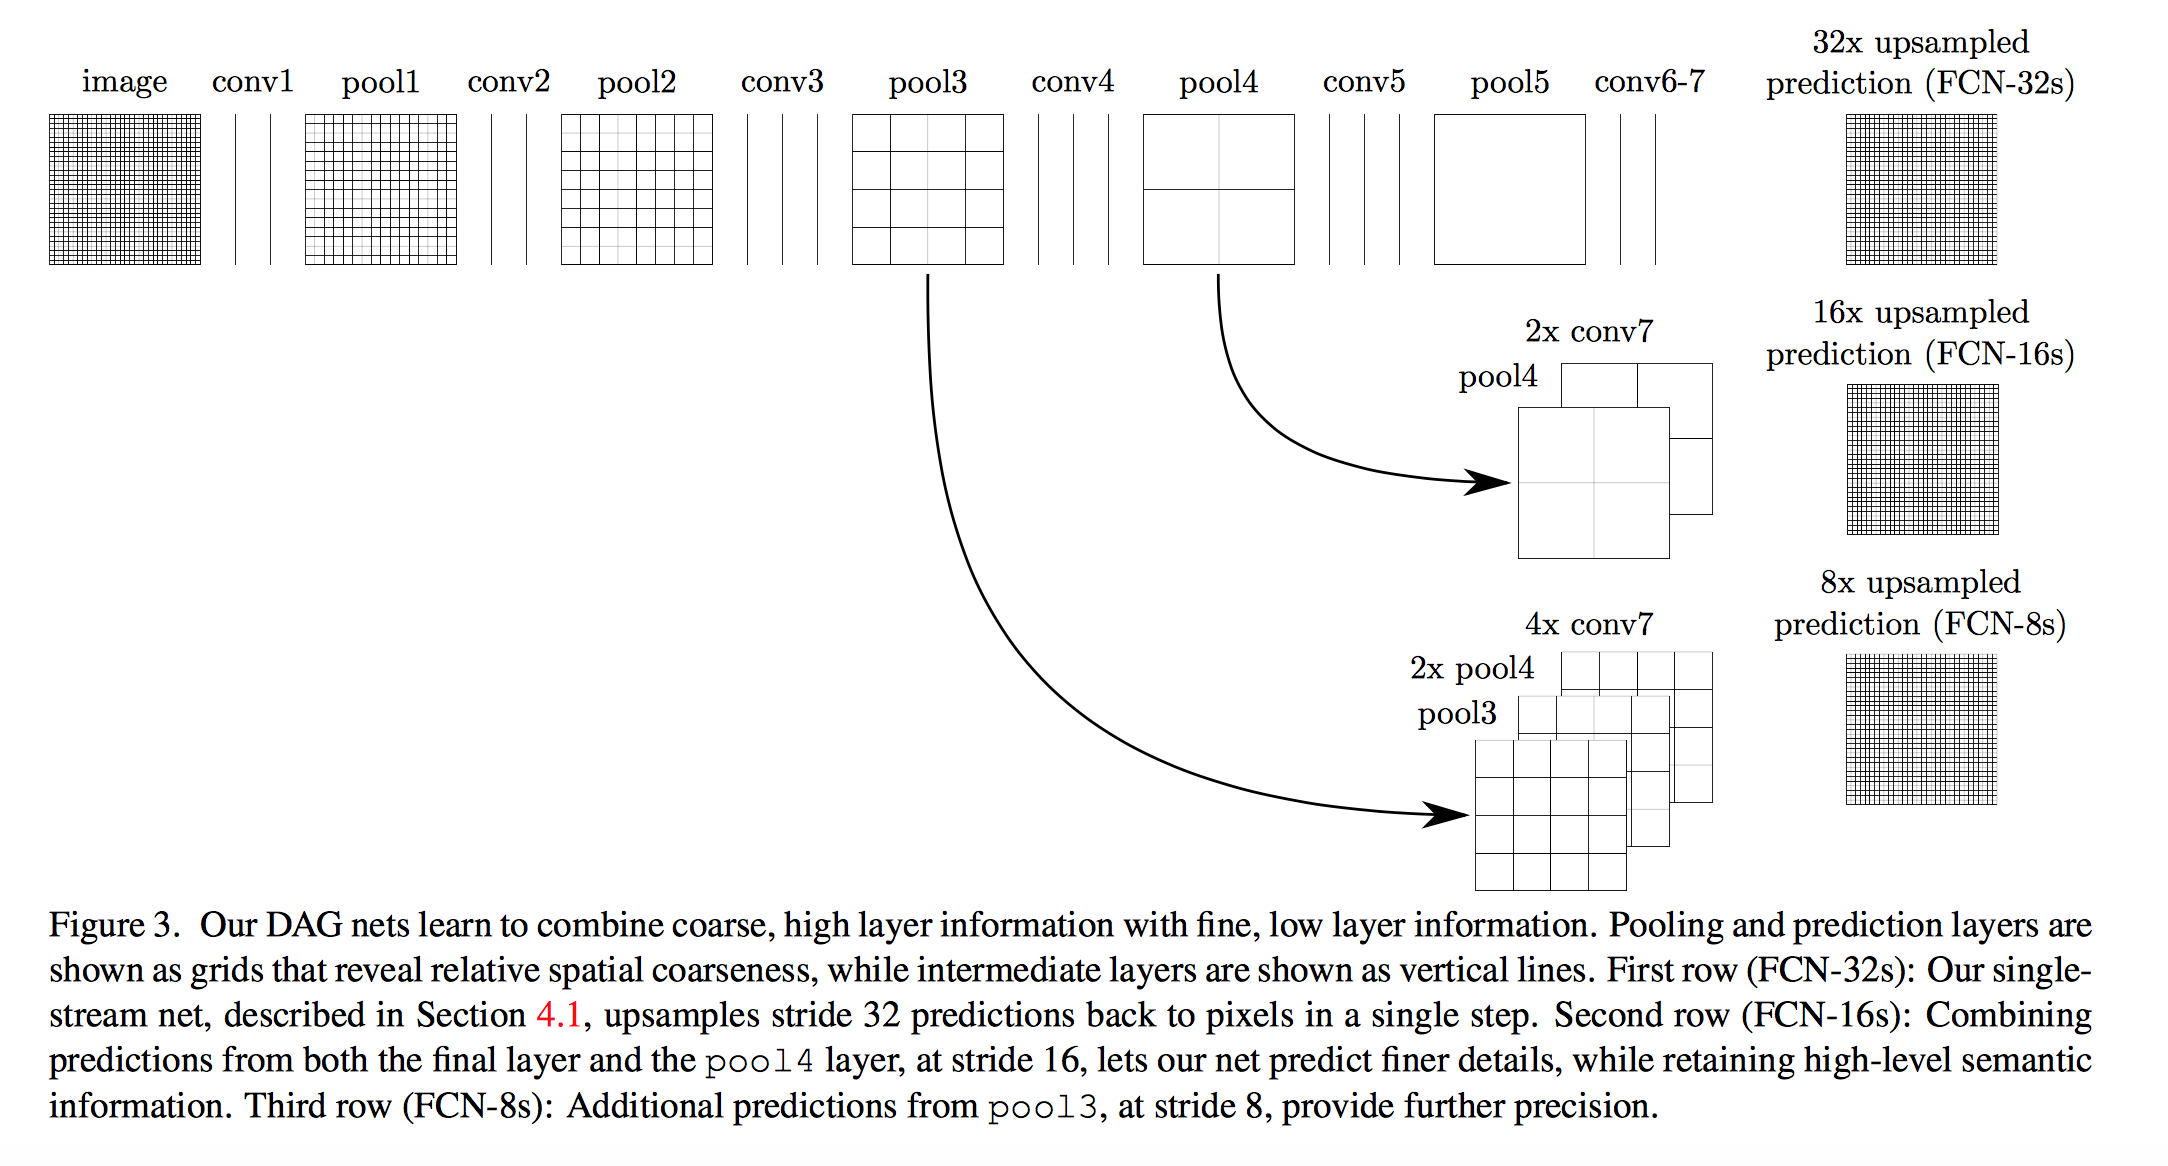 image conv1 pool1 conv2 pool2 conv3 pool3 conv4 pool4 conv5 pool5 conv6-7
32x upsampled
prediction (FCN-32s)
16x upsampled
prediction (FCN-16s)
2x conv7
pool4
8x upsampled
prediction (FCN-8s)
4x conv7
2x pool4
pool3
Figure 3. Our DAG nets learn to combine coarse, high layer information with fine, low layer information. Pooling and prediction layers are
shown as grids that reveal relative spatial coarseness, while intermediate layers are shown as vertical lines. First row (FCN-32s): Our single-
stream net, described in Section 4.1, upsamples stride 32 predictions back to pixels in a single step. Second row (FCN-16s): Combining
predictions from both the final layer and the pool4 layer, at stride 16, lets our net predict finer details, while retaining high-level semantic
information. Third row (FCN-8s): Additional predictions from pool3, at stride 8, provide further precision.